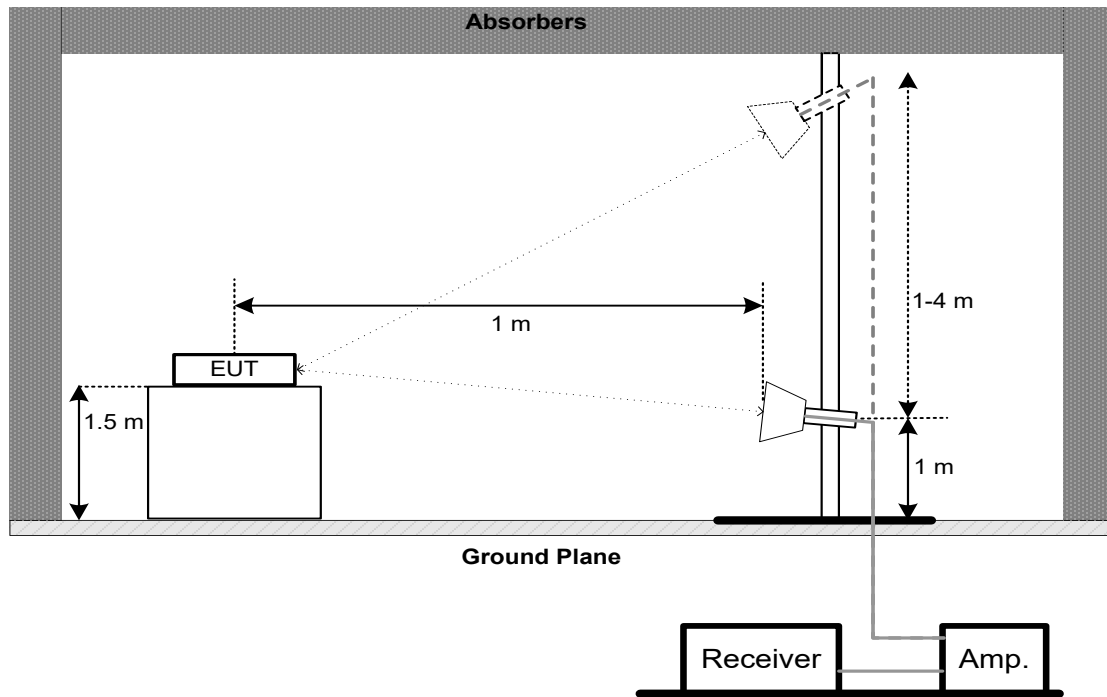 Absorbers
1 m
1-4 m
EUT
1.5 m
1 m
Ground Plane
Receiver
Amp.